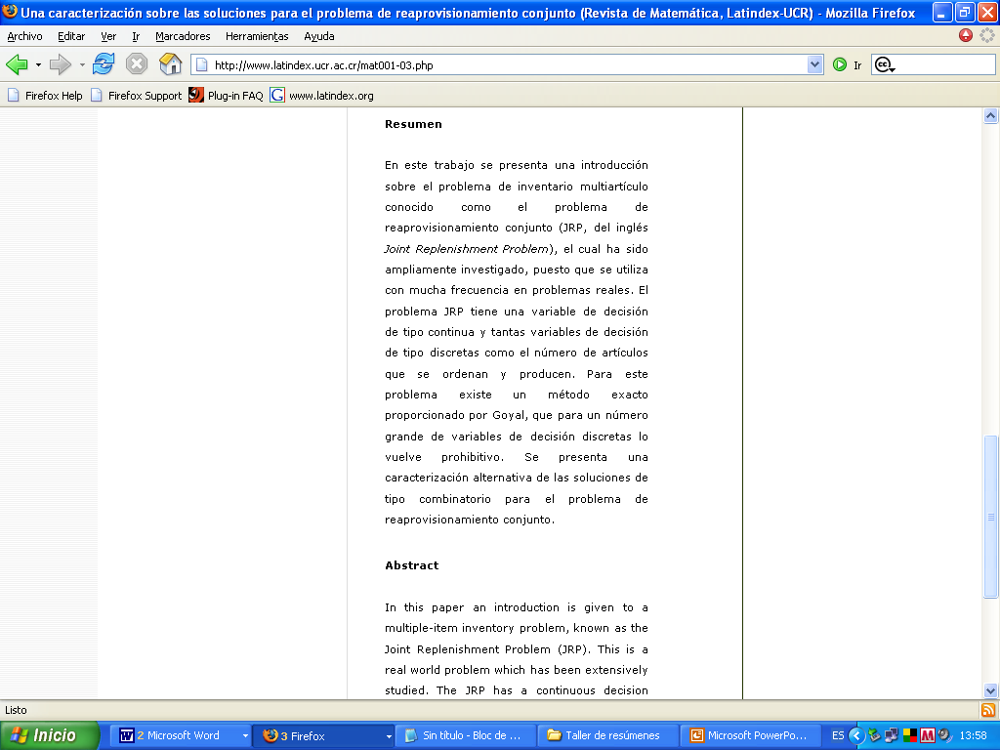 Una caracterización sobre las soluciones para el problema de reaprovisionamiento conjunto (Revista de Matemática, Latindex-UCR) - Mozilla Firefox
Archivo Editar Ver Ir Marcadores Herramientas Ayuda
http://www.latindex.ucr.ac.cr/mat001-03.php Ir cc
Firefox Help Firefox Support Plug-in FAQ G www.latindex.org
Resumen
En este trabajo se presenta una introducción
sobre el problema de inventario multiartículo
conocido como el problema de
reaprovisionamiento conjunto (JRP, del inglés
Joint Replenishment Problem), el cual ha sido
ampliamente investigado, puesto que se utiliza
con mucha frecuencia en problemas reales. El
problema JRP tiene una variable de decisión
de tipo continua y tantas variables de decisión
de tipo discretas como el número de artículos
que se ordenan y producen. Para este
problema existe un método exacto
proporcionado por Goyal, que para un número
grande de variables de decisión discretas lo
vuelve prohibitivo. Se presenta una
caracterización alternativa de las soluciones de
tipo combinatorio para el problema de
reaprovisionamiento conjunto.
Abstract
In this paper an introduction is given to a
multiple-item inventory problem, known as the
Joint Replenishment Problem (JRP). This is a
real world problem which has been extensively
studied. The JRP has a continuous decision
Listo
Inicio W 2 Microsoft Word 3 Firefox Sin título - Bloc de ... Taller de resúmenes Microsoft PowerPo... ES M 13:58